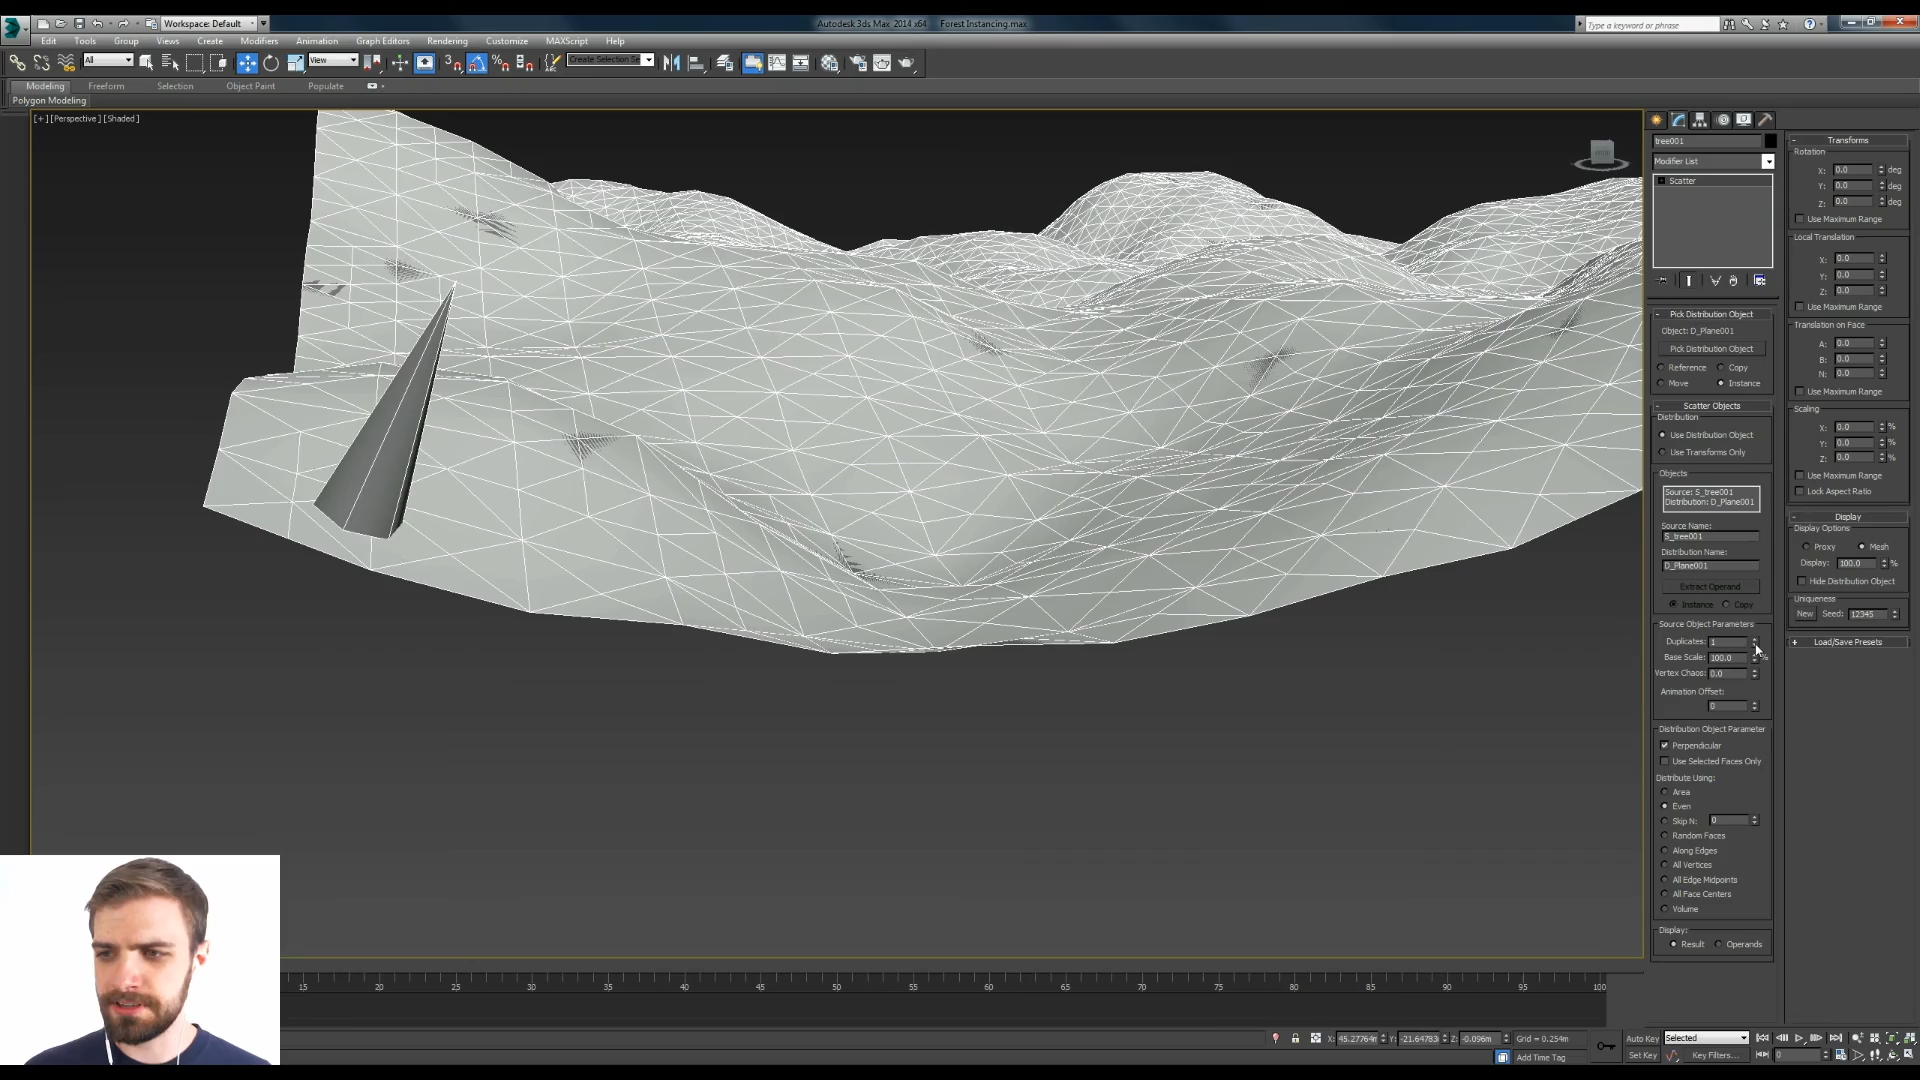 Workspace: Default
Autodesk 3ds Max 2014 x64    Forest Instancing.max
Type a keyword or phrase
Edit Tools Group Views Create Modifiers Animation Graph Editors Rendering Customize MAXScript Help
All
View
3
Create Selection Se
Modeling Freeform Selection Object Paint Populate
Polygon Modeling
[+] [Perspective] [Shaded]
tree001
Modifier List
Scatter
- Pick Distribution Object
Object: D_Plane001
Pick Distribution Object
Reference Copy
Move Instance
- Scatter Objects
Distribution
Use Distribution Object
Use Transforms Only
Objects
Source: S_tree001
Distribution: D_Plane001
Source Name:
S_tree001
Distribution Name:
D_Plane001
Extract Operand
Instance Copy
Source Object Parameters
Duplicates: 1
Base Scale: 100.0 %
Vertex Chaos: 0.0
Animation Offset:
0
Distribution Object Parameter
Perpendicular
Use Selected Faces Only
Distribute Using:
Area
Even
Skip N: 0
Random Faces
Along Edges
All Vertices
All Edge Midpoints
All Face Centers
Volume
Display:
Result Operands
- Transforms
Rotation
X: 0.0 deg
Y: 0.0 deg
Z: 0.0 deg
Use Maximum Range
Local Translation
X: 0.0
Y: 0.0
Z: 0.0
Use Maximum Range
Translation on Face
A: 0.0
B: 0.0
N: 0.0
Use Maximum Range
Scaling
X: 0.0 %
Y: 0.0 %
Z: 0.0 %
Use Maximum Range
Lock Aspect Ratio
- Display
Display Options
Proxy Mesh
Display: 100.0 %
Hide Distribution Object
Uniqueness
New Seed: 12345
+ Load/Save Presets
15 20 25 30 35 40 45 50 55 60 65 70 75 80 85 90 95 100
X: 45.27764m Y: -21.64783 Z: -0.096m Grid = 0.254m
Auto Key Selected
Add Time Tag
Set Key Key Filters... 0